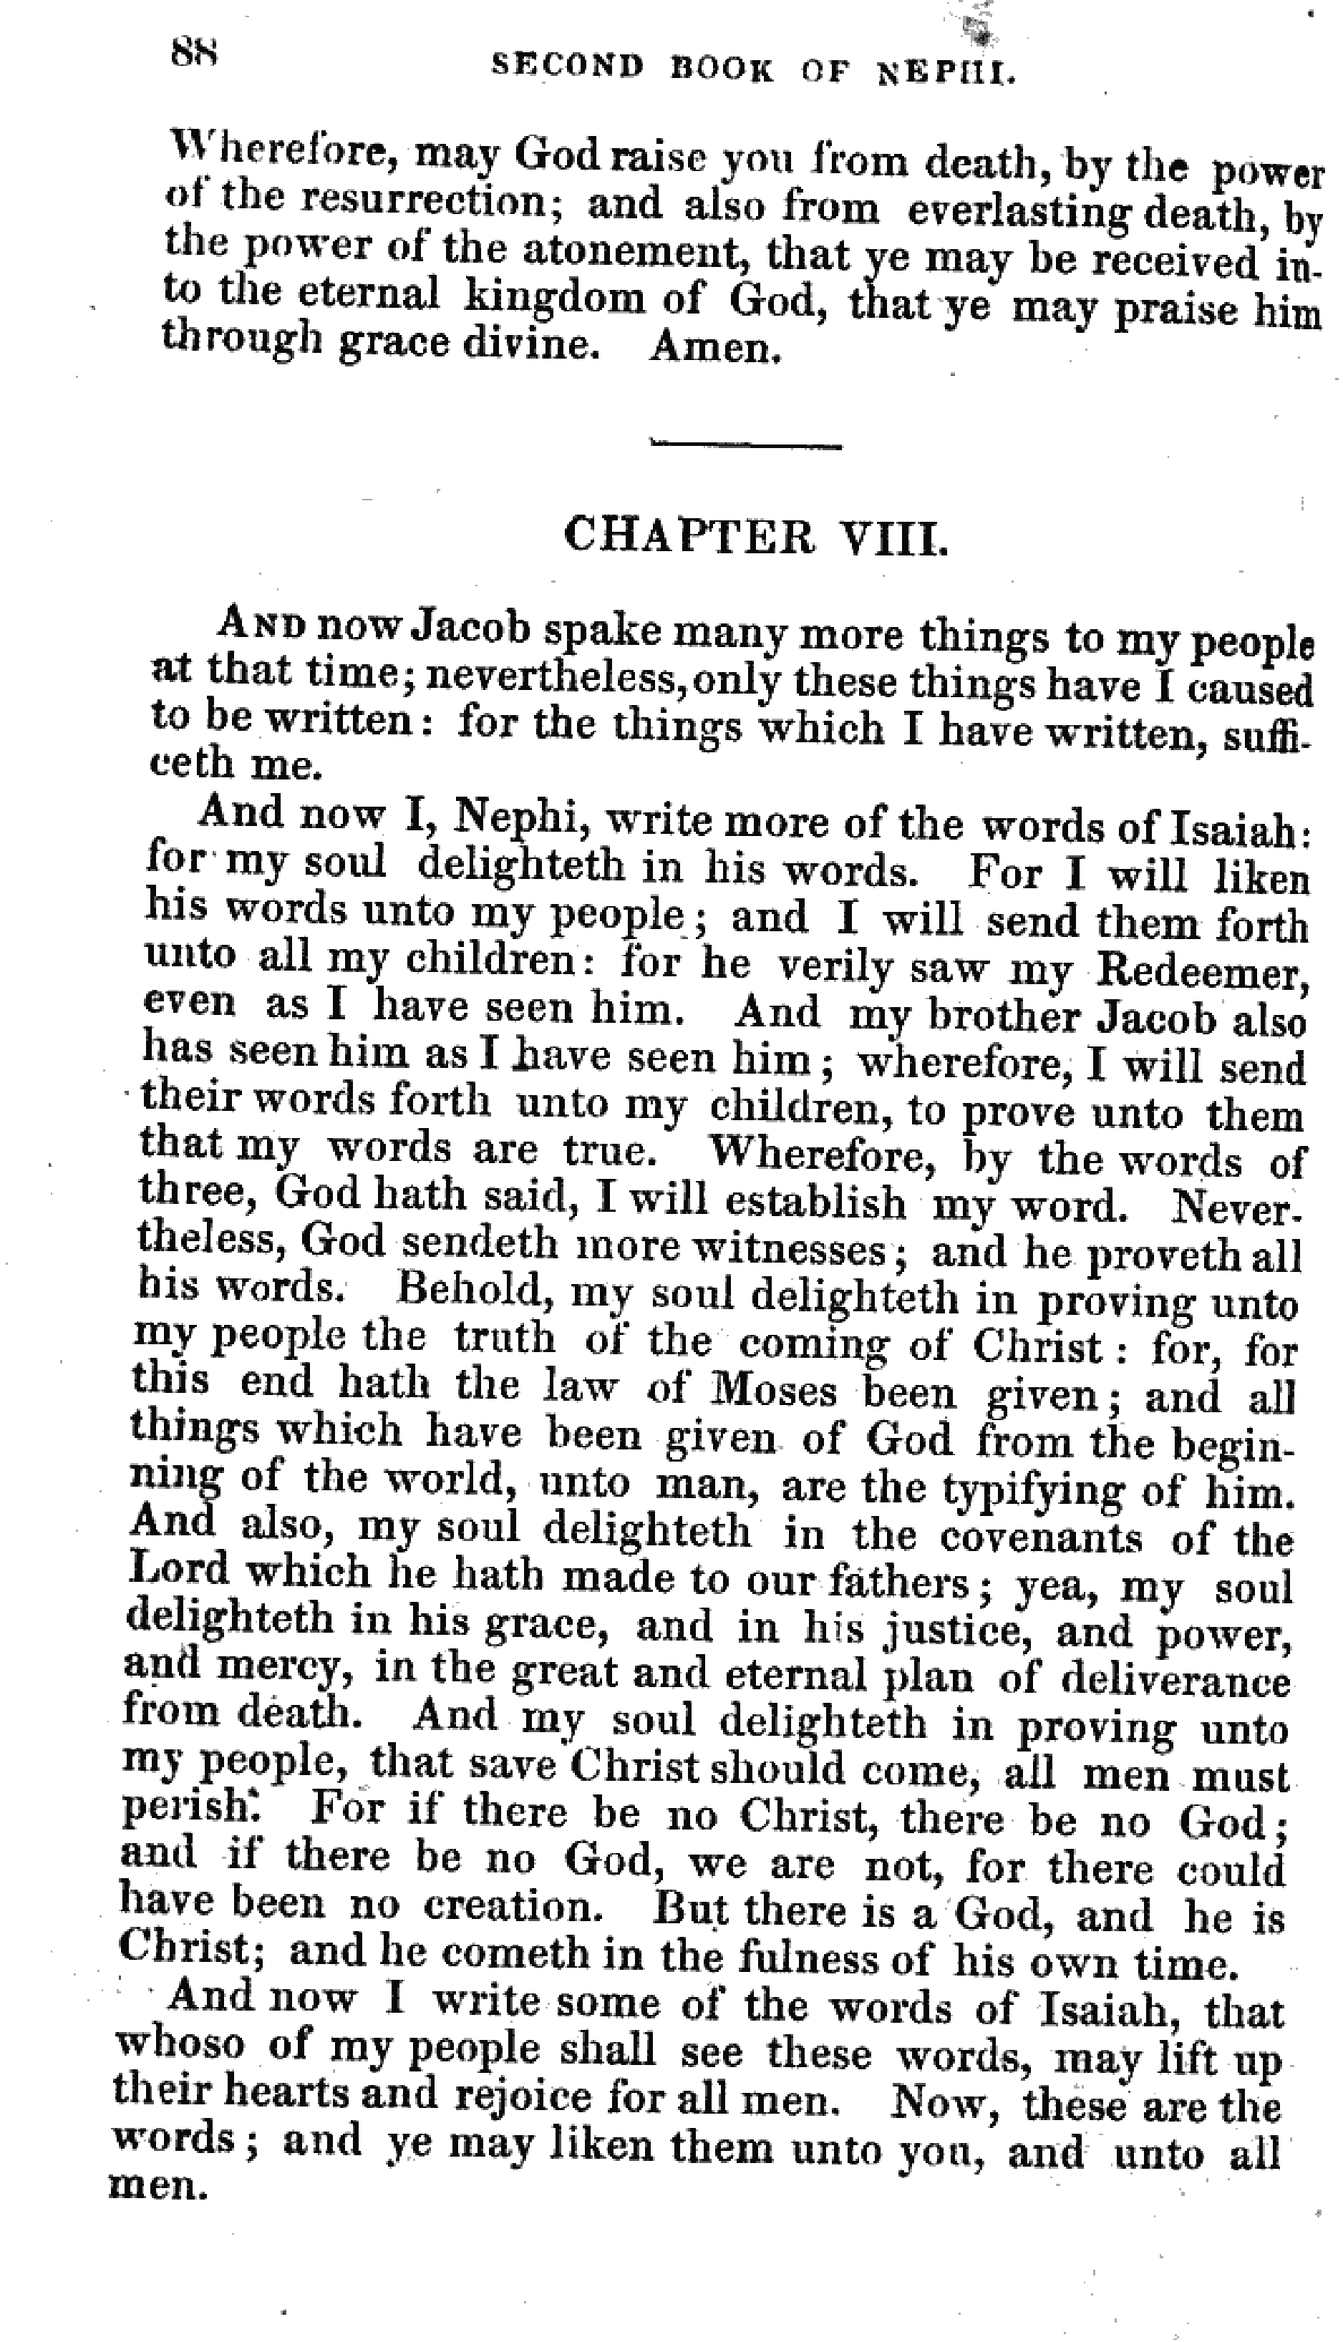 88
SECOND BOOK OF NEPHI.
Wherefore, may God raise you from death, by the power
of the resurrection; and also from everlasting death, by
the power of the atonement, that ye may be received in-
to the eternal kingdom of God, that ye may praise him
through grace divine. Amen.
CHAPTER VIII.
AND now Jacob spake many more things to my people
at that time; nevertheless, only these things have I caused
to be written: for the things which I have written, suffi-
ceth me.
And now I, Nephi, write more of the words of Isaiah:
for my soul delighteth in his words. For I will liken
his words unto my people; and I will send them forth
unto all my children: for he verily saw my Redeemer,
even as I have seen him. And my brother Jacob also
has seen him as I have seen him; wherefore, I will send
their words forth unto my children, to prove unto them
that my words are true. Wherefore, by the words of
three, God hath said, I will establish my word. Never-
theless, God sendeth more witnesses; and he proveth all
his words. Behold, my soul delighteth in proving unto
my people the truth of the coming of Christ: for, for
this end hath the law of Moses been given; and all
things which have been given of God from the begin-
ning of the world, unto man, are the typifying of him.
And also, my soul delighteth in the covenants of the
Lord which he hath made to our fathers; yea, my soul
delighteth in his grace, and in his justice, and power,
and mercy, in the great and eternal plan of deliverance
from death. And my soul delighteth in proving unto
my people, that save Christ should come, all men must
perish. For if there be no Christ, there be no God;
and if there be no God, we are not, for there could
have been no creation. But there is a God, and he is
Christ; and he cometh in the fulness of his own time.
And now I write some of the words of Isaiah, that
whoso of my people shall see these words, may lift up
their hearts and rejoice for all men. Now, these are the
words; and ye may liken them unto you, and unto all
men.